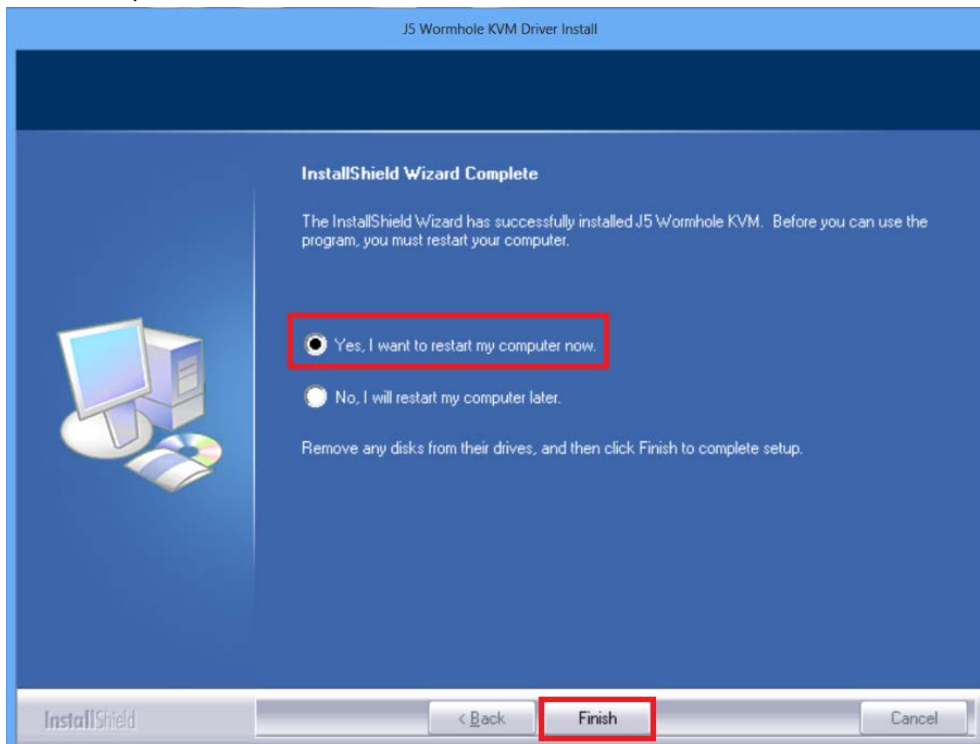 J5 Wormhole KVM Driver Install
InstallShield Wizard Complete
The InstallShield Wizard has successfully installed J5 Wormhole KVM. Before you can use the
program, you must restart your computer.
Yes, I want to restart my computer now.
No, I will restart my computer later.
Remove any disks from their drives, and then click Finish to complete setup.
InstallShield
< Back
Finish
Cancel